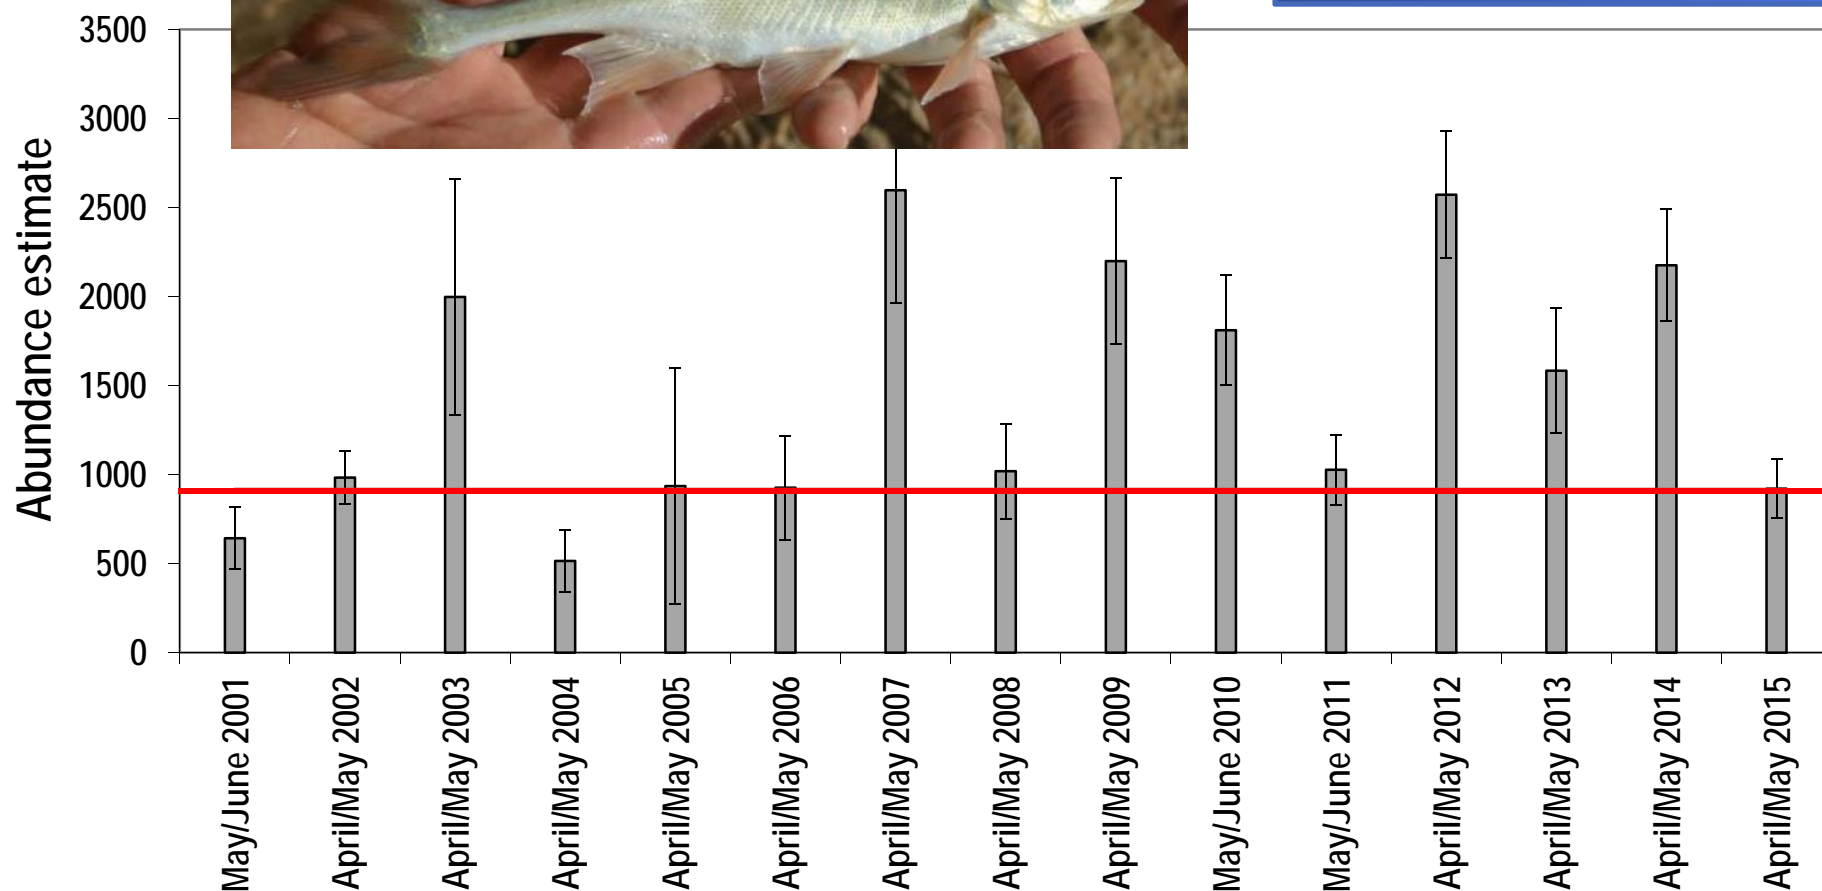 Abundance estimate
3500
3000
2500
2000
1500
1000
500
0
May/June 2001
April/May 2002
April/May 2003
April/May 2004
April/May 2005
April/May 2006
April/May 2007
April/May 2008
April/May 2009
May/June 2010
May/June 2011
April/May 2012
April/May 2013
April/May 2014
April/May 2015